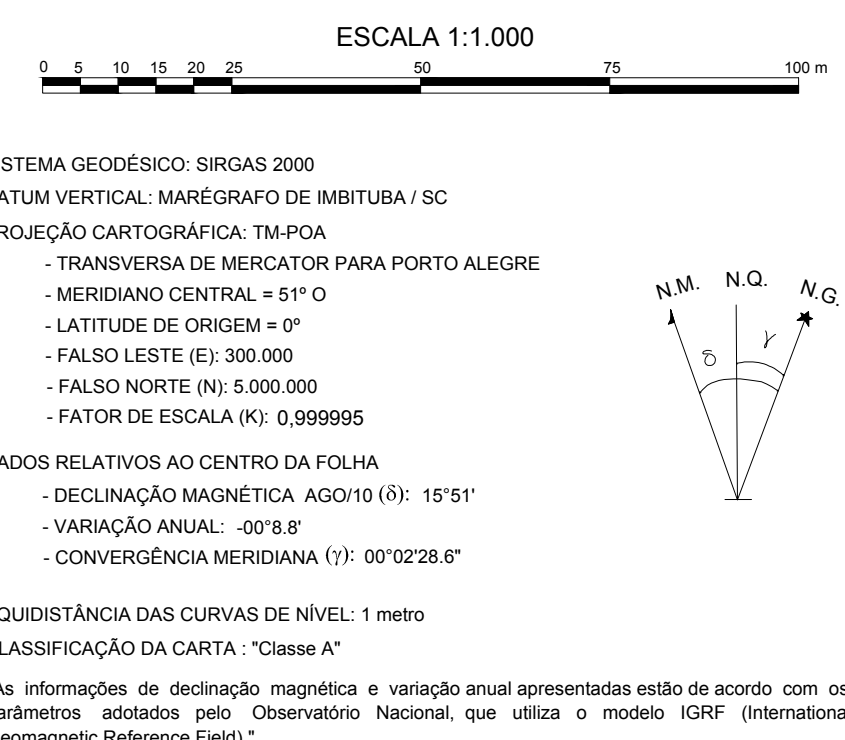 ESCALA 1:1.000
0 5 10 15 20 25 50 75 100 m
ISTEMA GEODÉSICO: SIRGAS 2000
ATUM VERTICAL: MARÉGRAFO DE IMBITUBA / SC
ROJEÇÃO CARTOGRÁFICA: TM-POA
- TRANSVERSA DE MERCATOR PARA PORTO ALEGRE
- MERIDIANO CENTRAL = 51º O
- LATITUDE DE ORIGEM = 0º
- FALSO LESTE (E): 300.000
- FALSO NORTE (N): 5.000.000
- FATOR DE ESCALA (K): 0,999995
N.M. N.Q. N.G.
δ γ
ADOS RELATIVOS AO CENTRO DA FOLHA
- DECLINAÇÃO MAGNÉTICA AGO/10 (δ): 15°51'
- VARIAÇÃO ANUAL: -00°8.8'
- CONVERGÊNCIA MERIDIANA (γ): 00°02'28.6"
QUIDISTÂNCIA DAS CURVAS DE NÍVEL: 1 metro
LASSIFICAÇÃO DA CARTA : "Classe A"
As informações de declinação magnética e variação anual apresentadas estão de acordo com os
arâmetros adotados pelo Observatório Nacional, que utiliza o modelo IGRF (Internationa
eomagnetic Reference Field)."